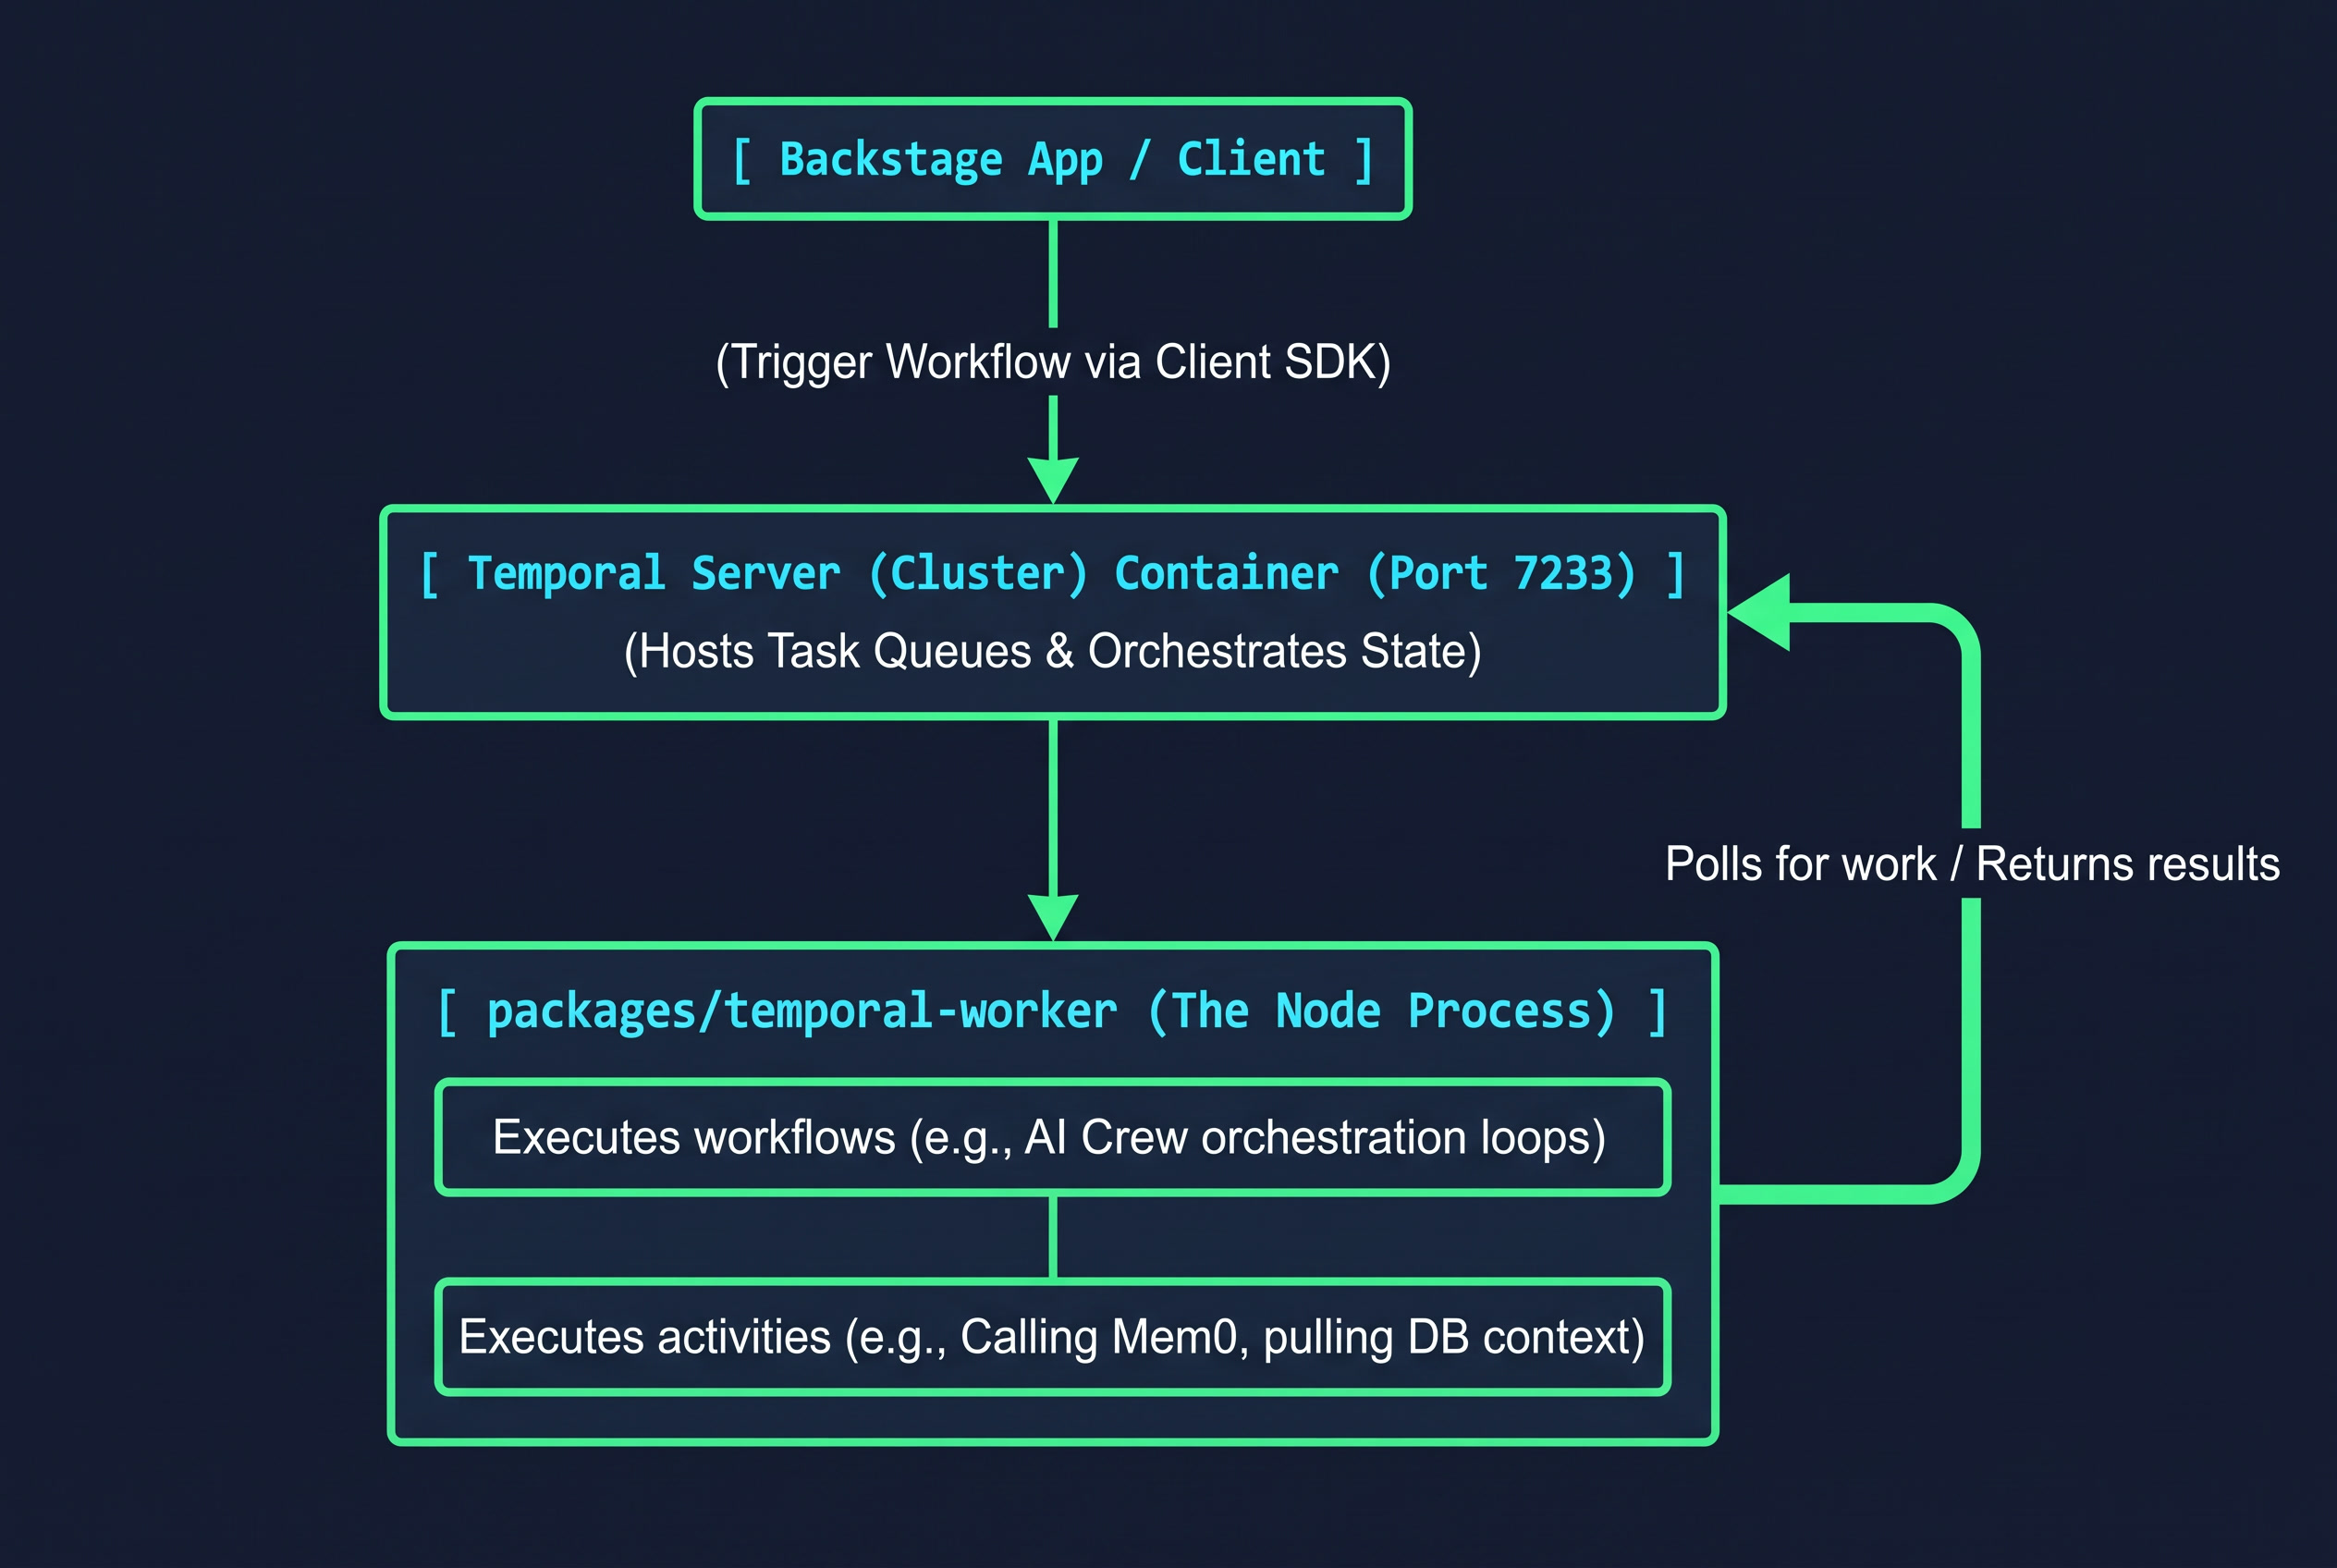 [ Backstage App / Client ]
(Trigger Workflow via Client SDK)
[ Temporal Server (Cluster) Container (Port 7233) ]
(Hosts Task Queues & Orchestrates State)
Polls for work / Returns results
[ packages/temporal-worker (The Node Process) ]
Executes workflows (e.g., AI Crew orchestration loops)
Executes activities (e.g., Calling Mem0, pulling DB context)